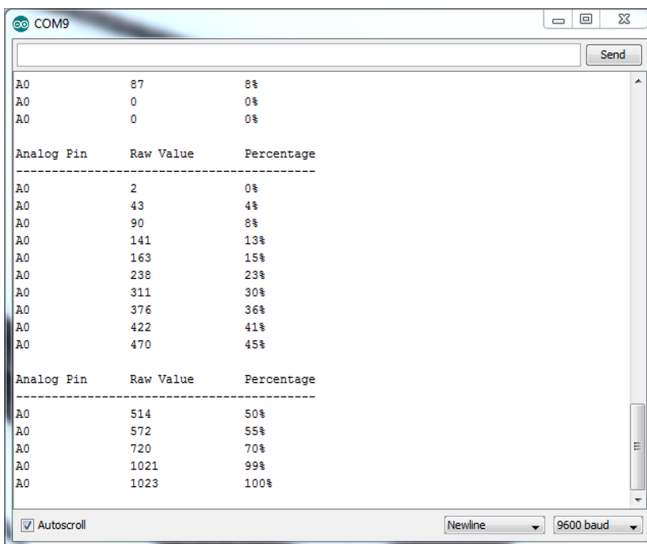 COM9
Send
A0 87 8%
A0 0 0%
A0 0 0%
Analog Pin Raw Value Percentage
------------------------------------------
A0 2 0%
A0 43 4%
A0 90 8%
A0 141 13%
A0 163 15%
A0 238 23%
A0 311 30%
A0 376 36%
A0 422 41%
A0 470 45%
Analog Pin Raw Value Percentage
------------------------------------------
A0 514 50%
A0 572 55%
A0 720 70%
A0 1021 99%
A0 1023 100%
Autoscroll Newline 9600 baud